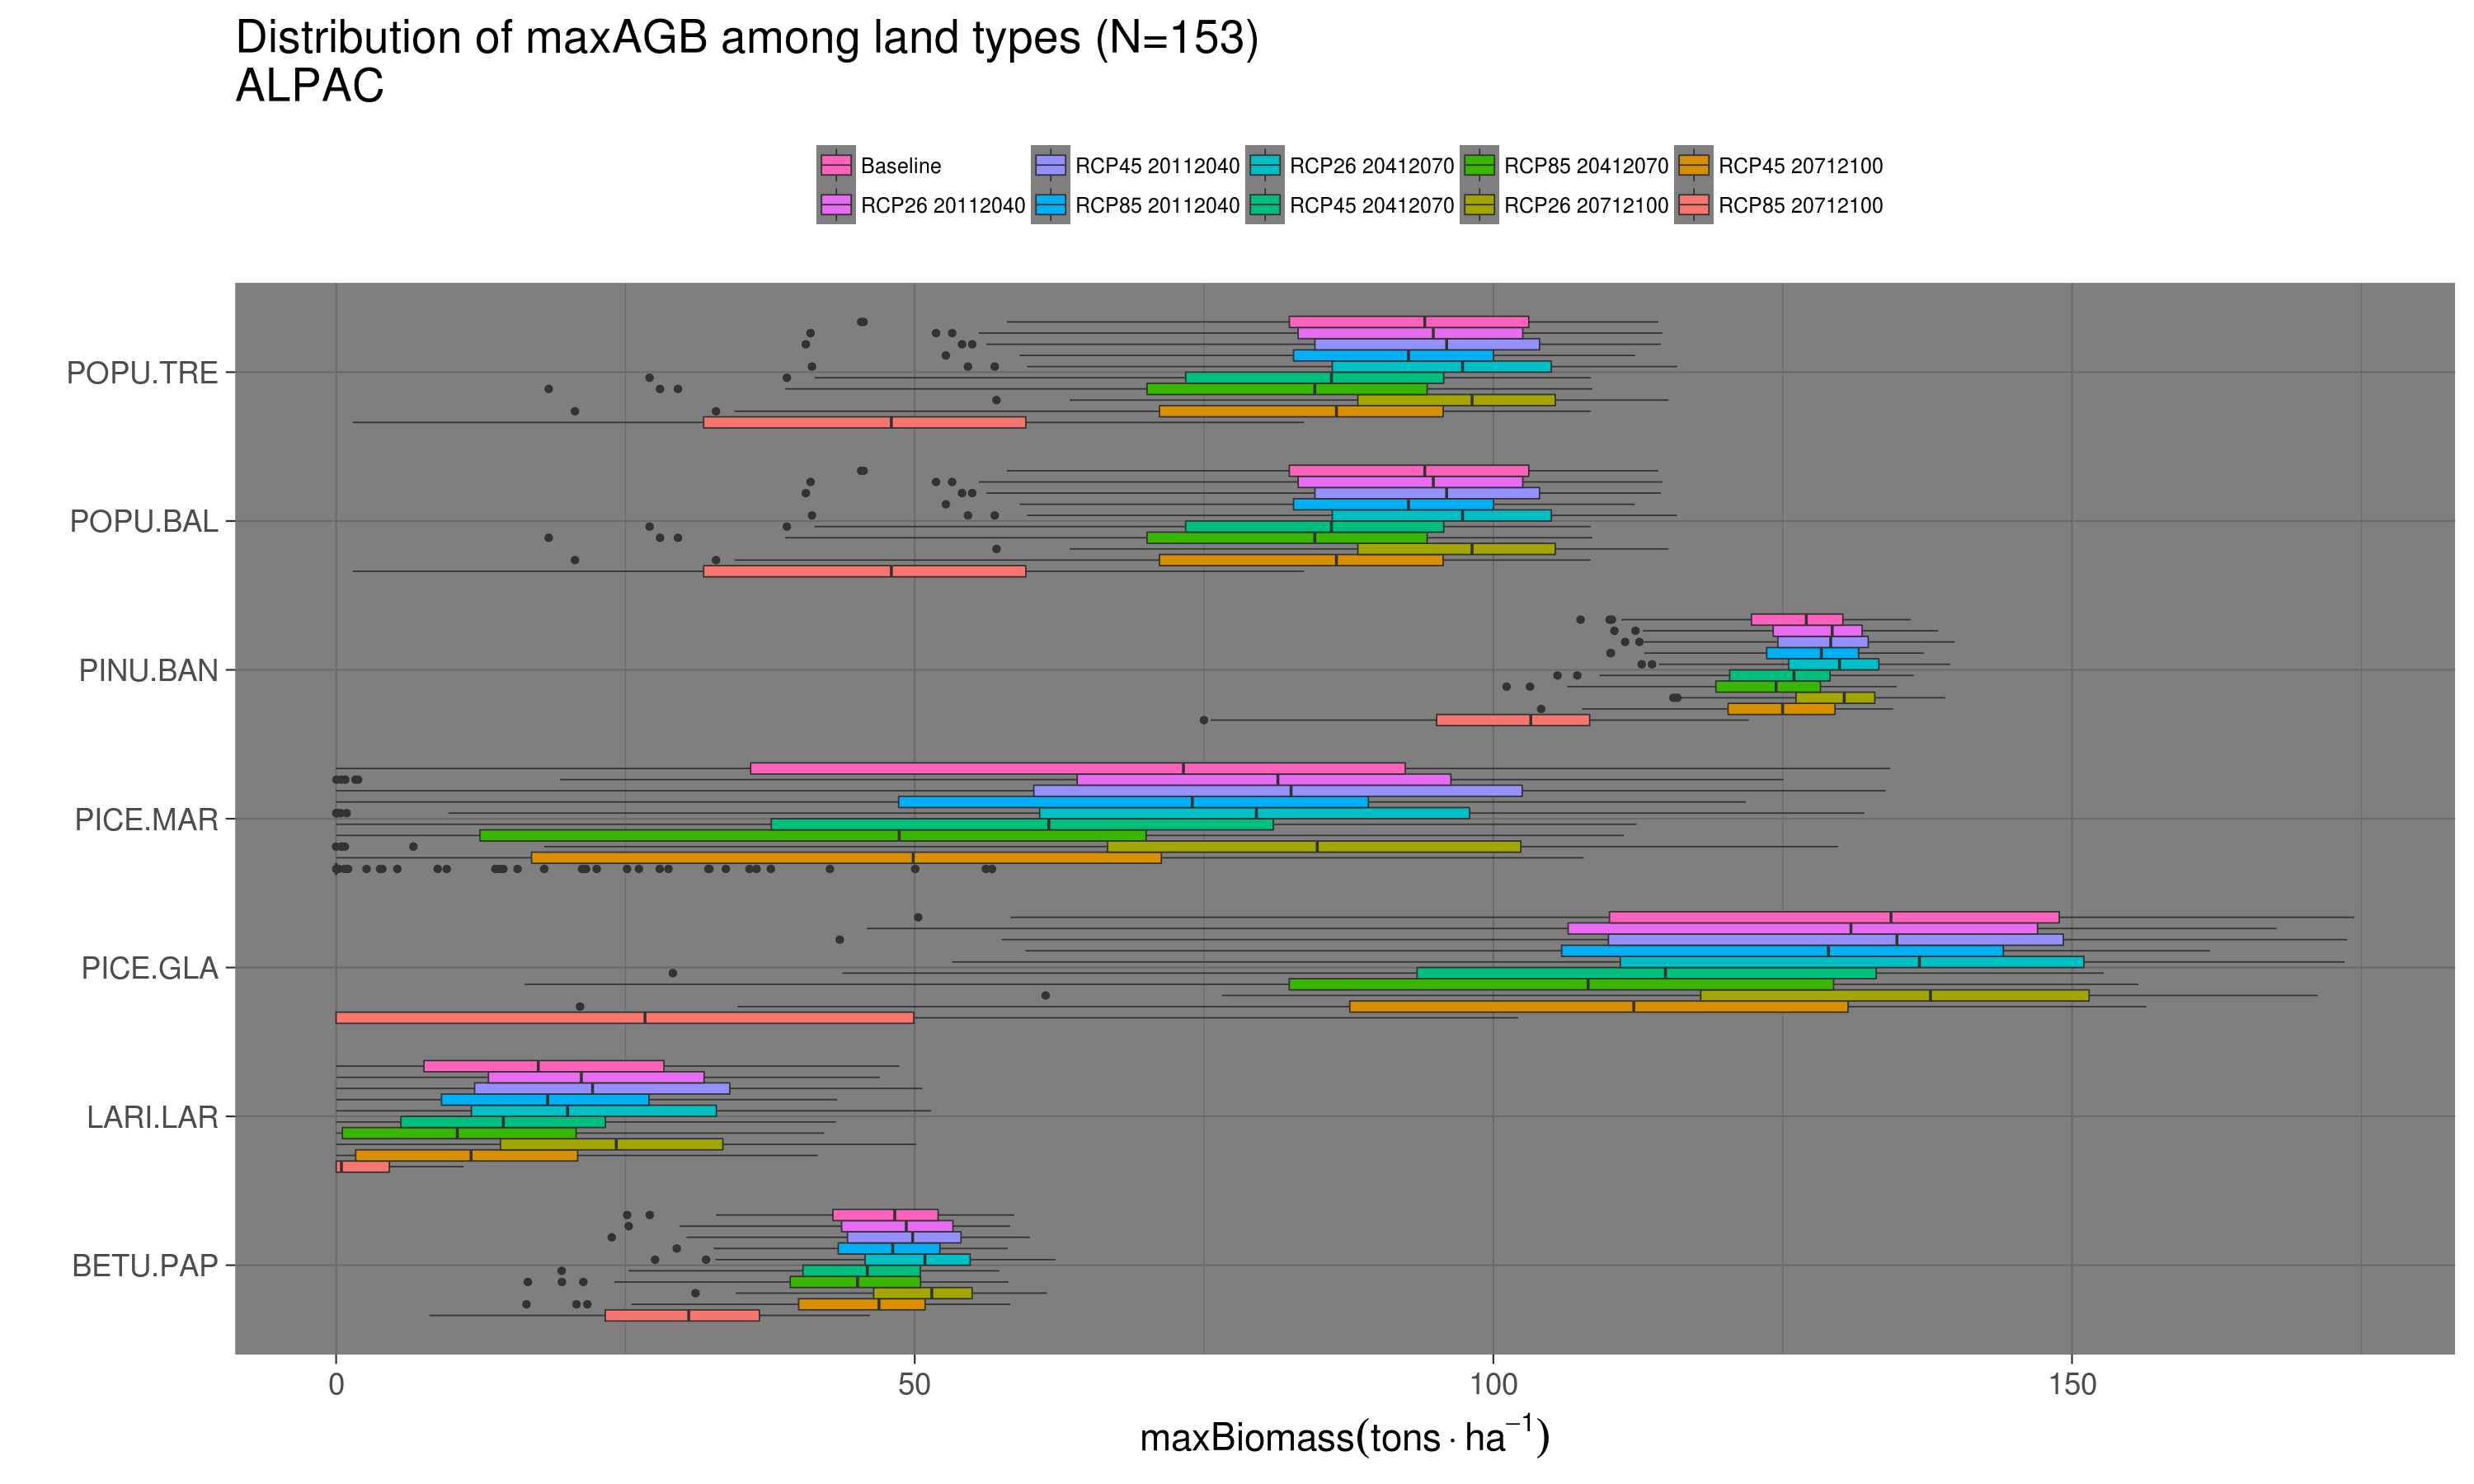 Distribution of maxAGB among land types (N=153)
ALPAC
Baseline RCP45 20112040 RCP26 20412070 RCP85 20412070 RCP45 20712100
RCP26 20112040 RCP85 20112040 RCP45 20412070 RCP26 20712100 RCP85 20712100
POPU.TRE
POPU.BAL
PINU.BAN
PICE.MAR
PICE.GLA
LARI.LAR
BETU.PAP
0 50 100 150
maxBiomass(tons·ha⁻¹)